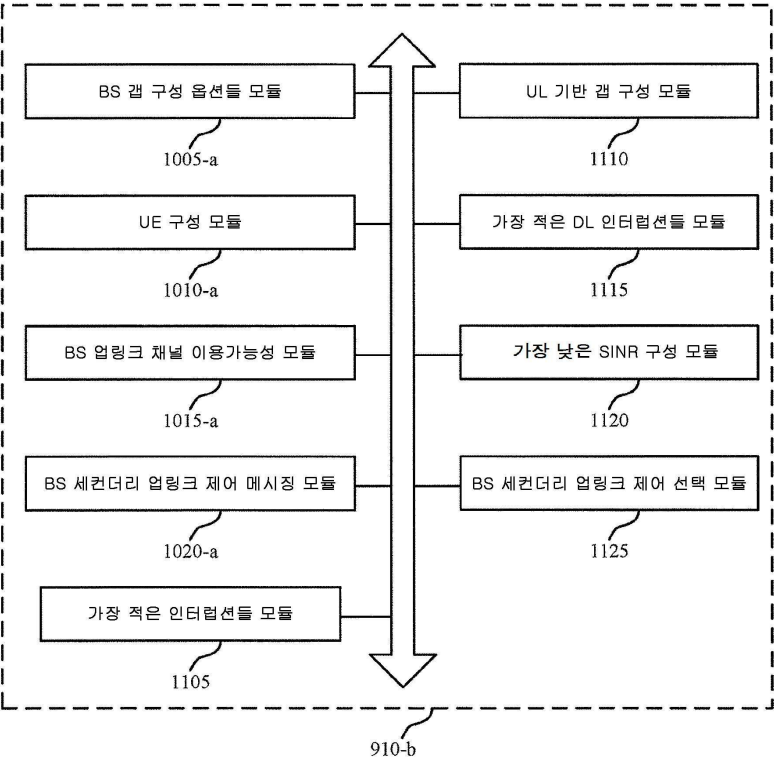 BS 갭 구성 옵션들 모듈
1005-a
UE 구성 모듈
1010-a
BS 업링크 채널 이용가능성 모듈
1015-a
BS 세컨더리 업링크 제어 메시징 모듈
1020-a
가장 적은 인터럽션들 모듈
1105
UL 기반 갭 구성 모듈
1110
가장 적은 DL 인터럽션들 모듈
1115
가장 낮은 SINR 구성 모듈
1120
BS 세컨더리 업링크 제어 선택 모듈
1125
910-b